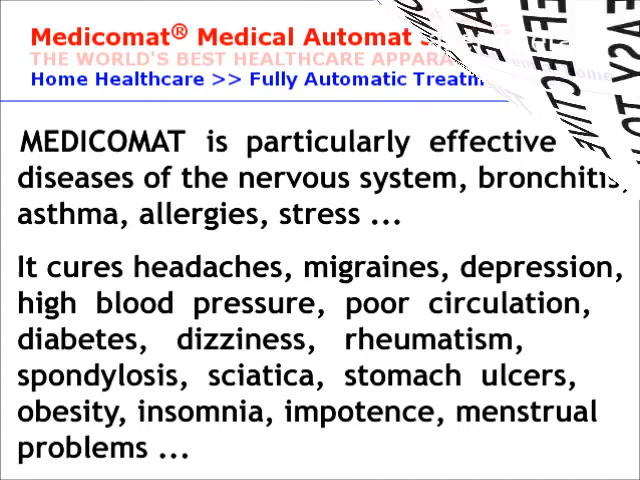 Medicomat® Medical Automat
THE WORLD'S BEST HEALTHCARE
Home Healthcare >> Fully Automatic
MEDICOMAT is particularly effective
diseases of the nervous system, bronchitis,
asthma, allergies, stress ...
It cures headaches, migraines, depression,
high blood pressure, poor circulation,
diabetes, dizziness, rheumatism,
spondylosis, sciatica, stomach ulcers,
obesity, insomnia, impotence, menstrual
problems ...
EFFECTIVE